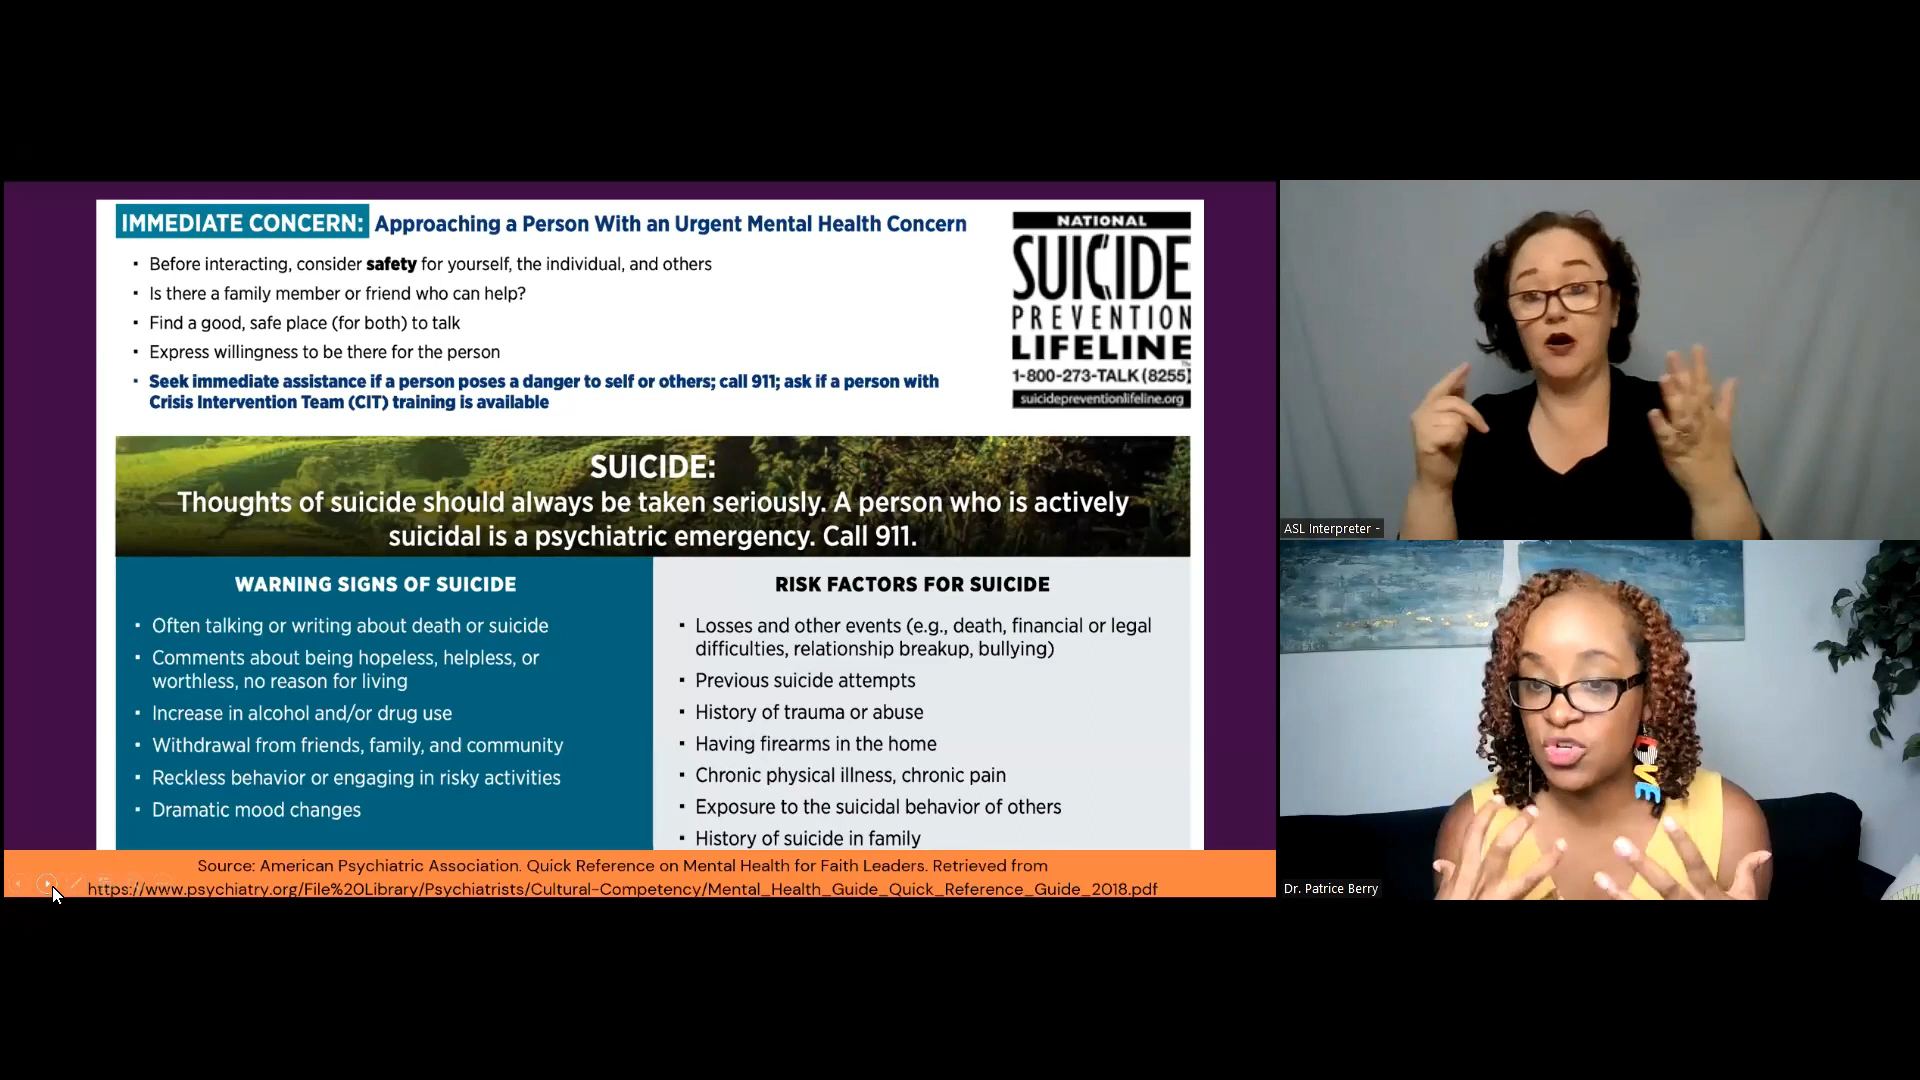 IMMEDIATE CONCERN: Approaching a Person With an Urgent Mental Health Concern
▪ Before interacting, consider safety for yourself, the individual, and others
▪ Is there a family member or friend who can help?
▪ Find a good, safe place (for both) to talk
▪ Express willingness to be there for the person
▪ Seek immediate assistance if a person poses a danger to self or others; call 911; ask if a person with
Crisis Intervention Team (CIT) training is available
NATIONAL
SUICIDE
PREVENTION
LIFELINE
1-800-273-TALK (8255)
suicidepreventionlifeline.org
SUICIDE:
Thoughts of suicide should always be taken seriously. A person who is actively
suicidal is a psychiatric emergency. Call 911.
WARNING SIGNS OF SUICIDE
▪ Often talking or writing about death or suicide
▪ Comments about being hopeless, helpless, or
worthless, no reason for living
▪ Increase in alcohol and/or drug use
▪ Withdrawal from friends, family, and community
▪ Reckless behavior or engaging in risky activities
▪ Dramatic mood changes
RISK FACTORS FOR SUICIDE
▪ Losses and other events (e.g., death, financial or legal
difficulties, relationship breakup, bullying)
▪ Previous suicide attempts
▪ History of trauma or abuse
▪ Having firearms in the home
▪ Chronic physical illness, chronic pain
▪ Exposure to the suicidal behavior of others
▪ History of suicide in family
Source: American Psychiatric Association. Quick Reference on Mental Health for Faith Leaders. Retrieved from
https://www.psychiatry.org/File%20Library/Psychiatrists/Cultural-Competency/Mental_Health_Guide_Quick_Reference_Guide_2018.pdf
ASL Interpreter -
Dr. Patrice Berry